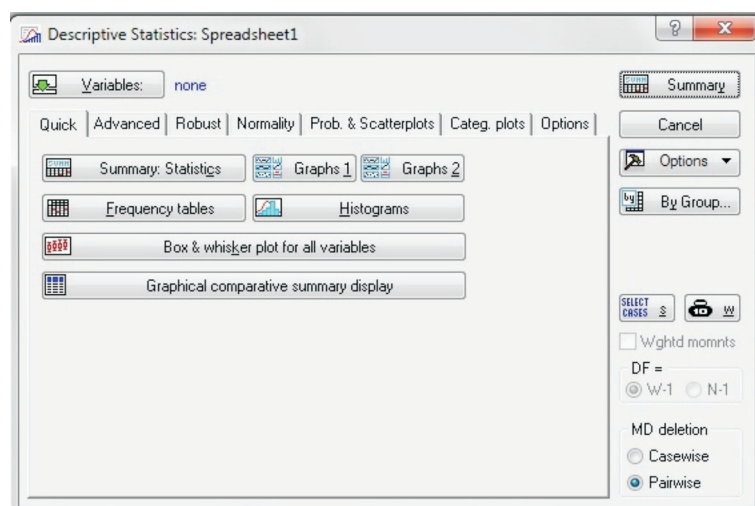 Descriptive Statistics: Spreadsheet1
? X
Variables: none
Summary
Quick Advanced Robust Normality Prob. & Scatterplots Categ. plots Options
Cancel
Summary: Statistics Graphs 1 Graphs 2
Options
Frequency tables Histograms
By Group...
Box & whisker plot for all variables
Graphical comparative summary display
SELECT CASES S W
Wghtd momnts
DF =
W-1 N-1
MD deletion
Casewise
Pairwise